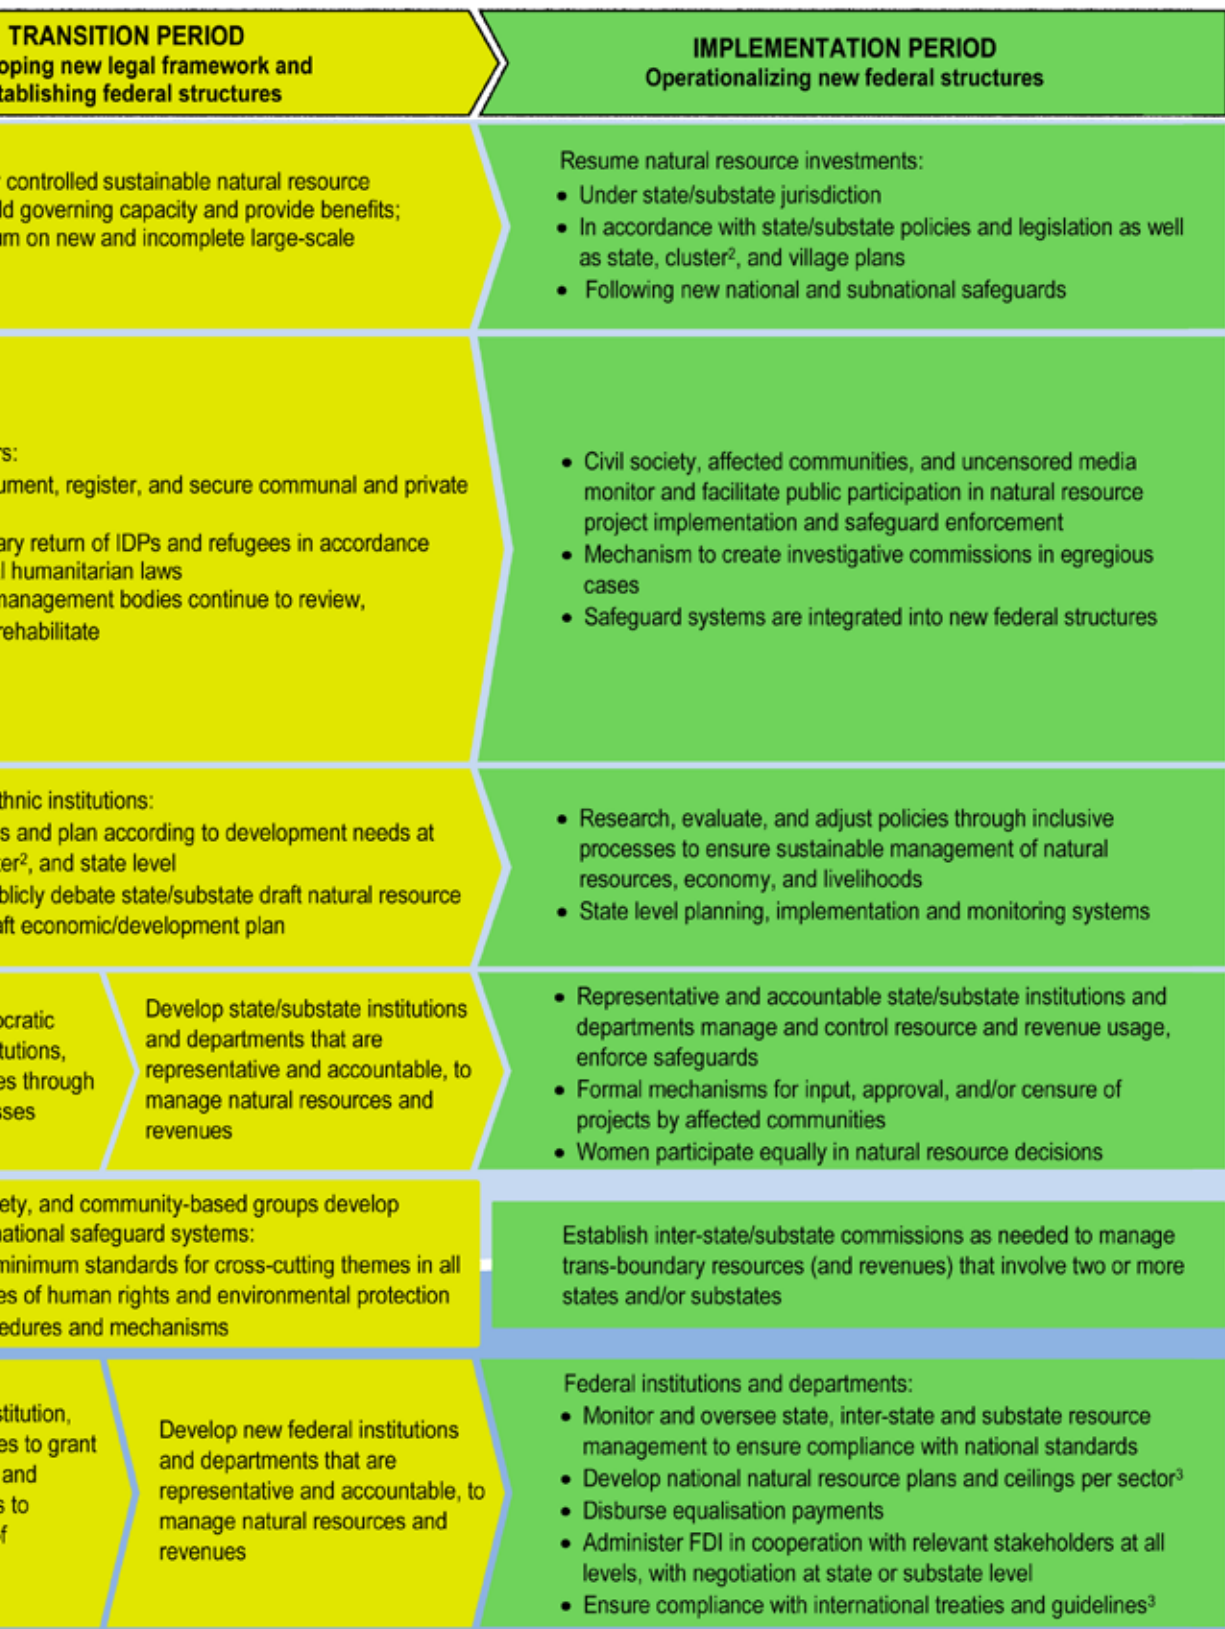 TRANSITION PERIOD
oping new legal framework and
tablishing federal structures
IMPLEMENTATION PERIOD
Operationalizing new federal structures
controlled sustainable natural resource
ld governing capacity and provide benefits;
um on new and incomplete large-scale
Resume natural resource investments:
• Under state/substate jurisdiction
• In accordance with state/substate policies and legislation as well
as state, cluster², and village plans
• Following new national and subnational safeguards
rs:
ument, register, and secure communal and private
ary return of IDPs and refugees in accordance
l humanitarian laws
management bodies continue to review,
rehabilitate
• Civil society, affected communities, and uncensored media
monitor and facilitate public participation in natural resource
project implementation and safeguard enforcement
• Mechanism to create investigative commissions in egregious
cases
• Safeguard systems are integrated into new federal structures
thnic institutions:
s and plan according to development needs at
ter², and state level
blicly debate state/substate draft natural resource
aft economic/development plan
• Research, evaluate, and adjust policies through inclusive
processes to ensure sustainable management of natural
resources, economy, and livelihoods
• State level planning, implementation and monitoring systems
ocratic
tutions,
es through
sses
Develop state/substate institutions
and departments that are
representative and accountable, to
manage natural resources and
revenues
• Representative and accountable state/substate institutions and
departments manage and control resource and revenue usage,
enforce safeguards
• Formal mechanisms for input, approval, and/or censure of
projects by affected communities
• Women participate equally in natural resource decisions
ety, and community-based groups develop
national safeguard systems:
minimum standards for cross-cutting themes in all
es of human rights and environmental protection
edures and mechanisms
Establish inter-state/substate commissions as needed to manage
trans-boundary resources (and revenues) that involve two or more
states and/or substates
stitution,
es to grant
and
s to
f
Develop new federal institutions
and departments that are
representative and accountable, to
manage natural resources and
revenues
Federal institutions and departments:
• Monitor and oversee state, inter-state and substate resource
management to ensure compliance with national standards
• Develop national natural resource plans and ceilings per sector³
• Disburse equalisation payments
• Administer FDI in cooperation with relevant stakeholders at all
levels, with negotiation at state or substate level
• Ensure compliance with international treaties and guidelines³